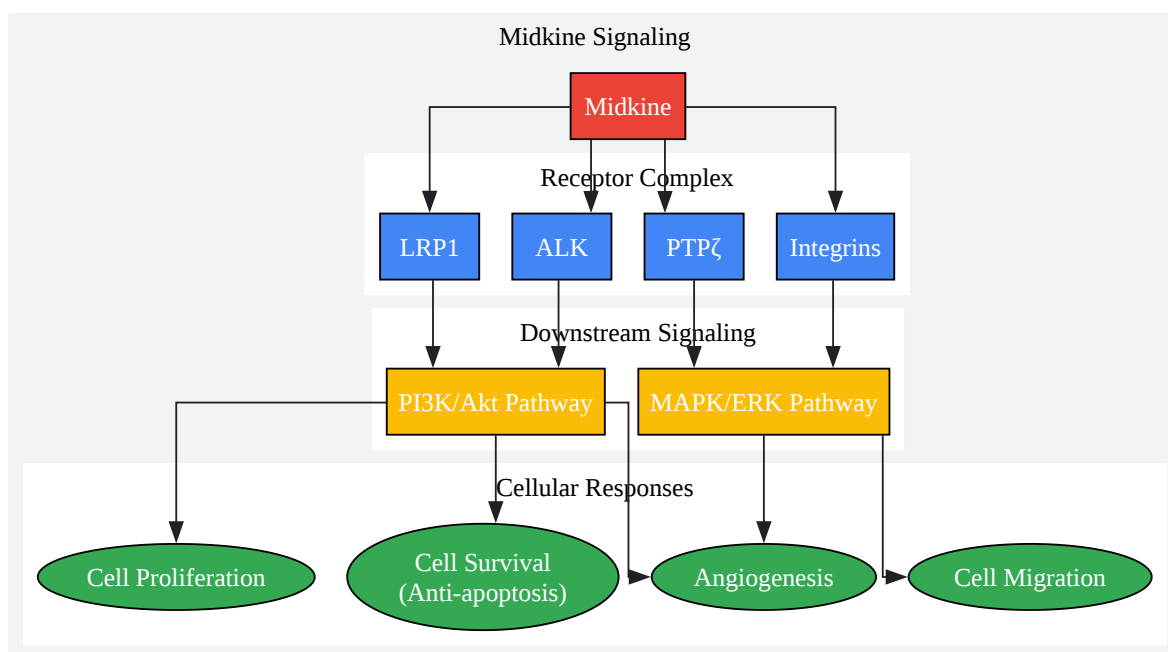 Midkine Signaling
Midkine
Receptor Complex
LRP1
ALK
PTPζ
Integrins
Downstream Signaling
PI3K/Akt Pathway
MAPK/ERK Pathway
Cellular Responses
Cell Proliferation
Cell Survival
(Anti-apoptosis)
Angiogenesis
Cell Migration